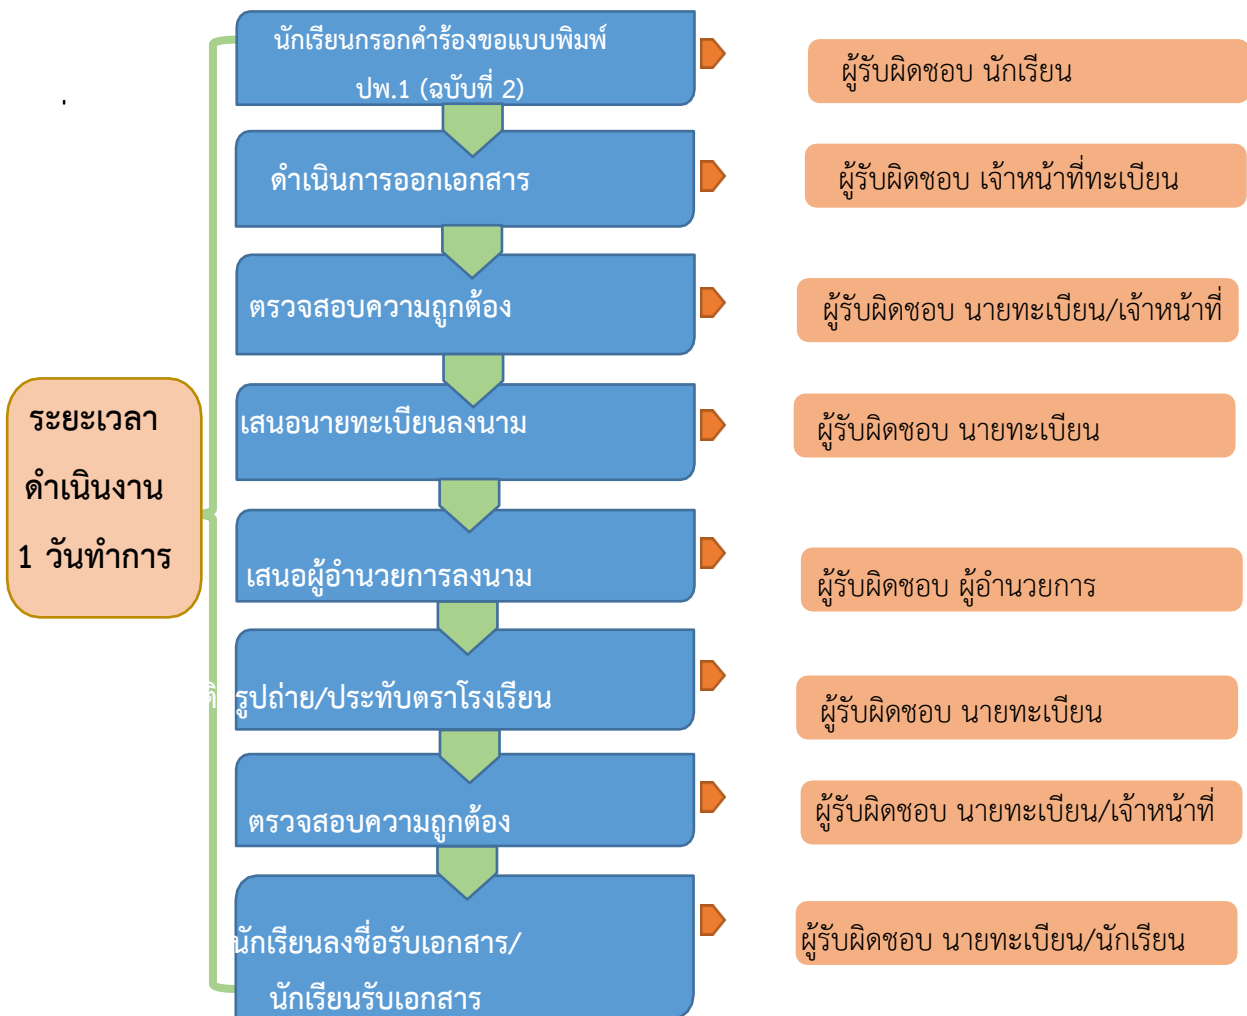 นักเรียนกรอกคำร้องขอแบบพิมพ์
ปพ.1 (ฉบับที่ 2)
ผู้รับผิดชอบ นักเรียน
ดำเนินการออกเอกสาร
ผู้รับผิดชอบ เจ้าหน้าที่ทะเบียน
ตรวจสอบความถูกต้อง
ผู้รับผิดชอบ นายทะเบียน/เจ้าหน้าที่
ระยะเวลา
ดำเนินงาน
1 วันทำการ
เสนอนายทะเบียนลงนาม
ผู้รับผิดชอบ นายทะเบียน
เสนอผู้อำนวยการลงนาม
ผู้รับผิดชอบ ผู้อำนวยการ
รูปถ่าย/ประทับตราโรงเรียน
ผู้รับผิดชอบ นายทะเบียน
ตรวจสอบความถูกต้อง
ผู้รับผิดชอบ นายทะเบียน/เจ้าหน้าที่
นักเรียนลงชื่อรับเอกสาร/
นักเรียนรับเอกสาร
ผู้รับผิดชอบ นายทะเบียน/นักเรียน